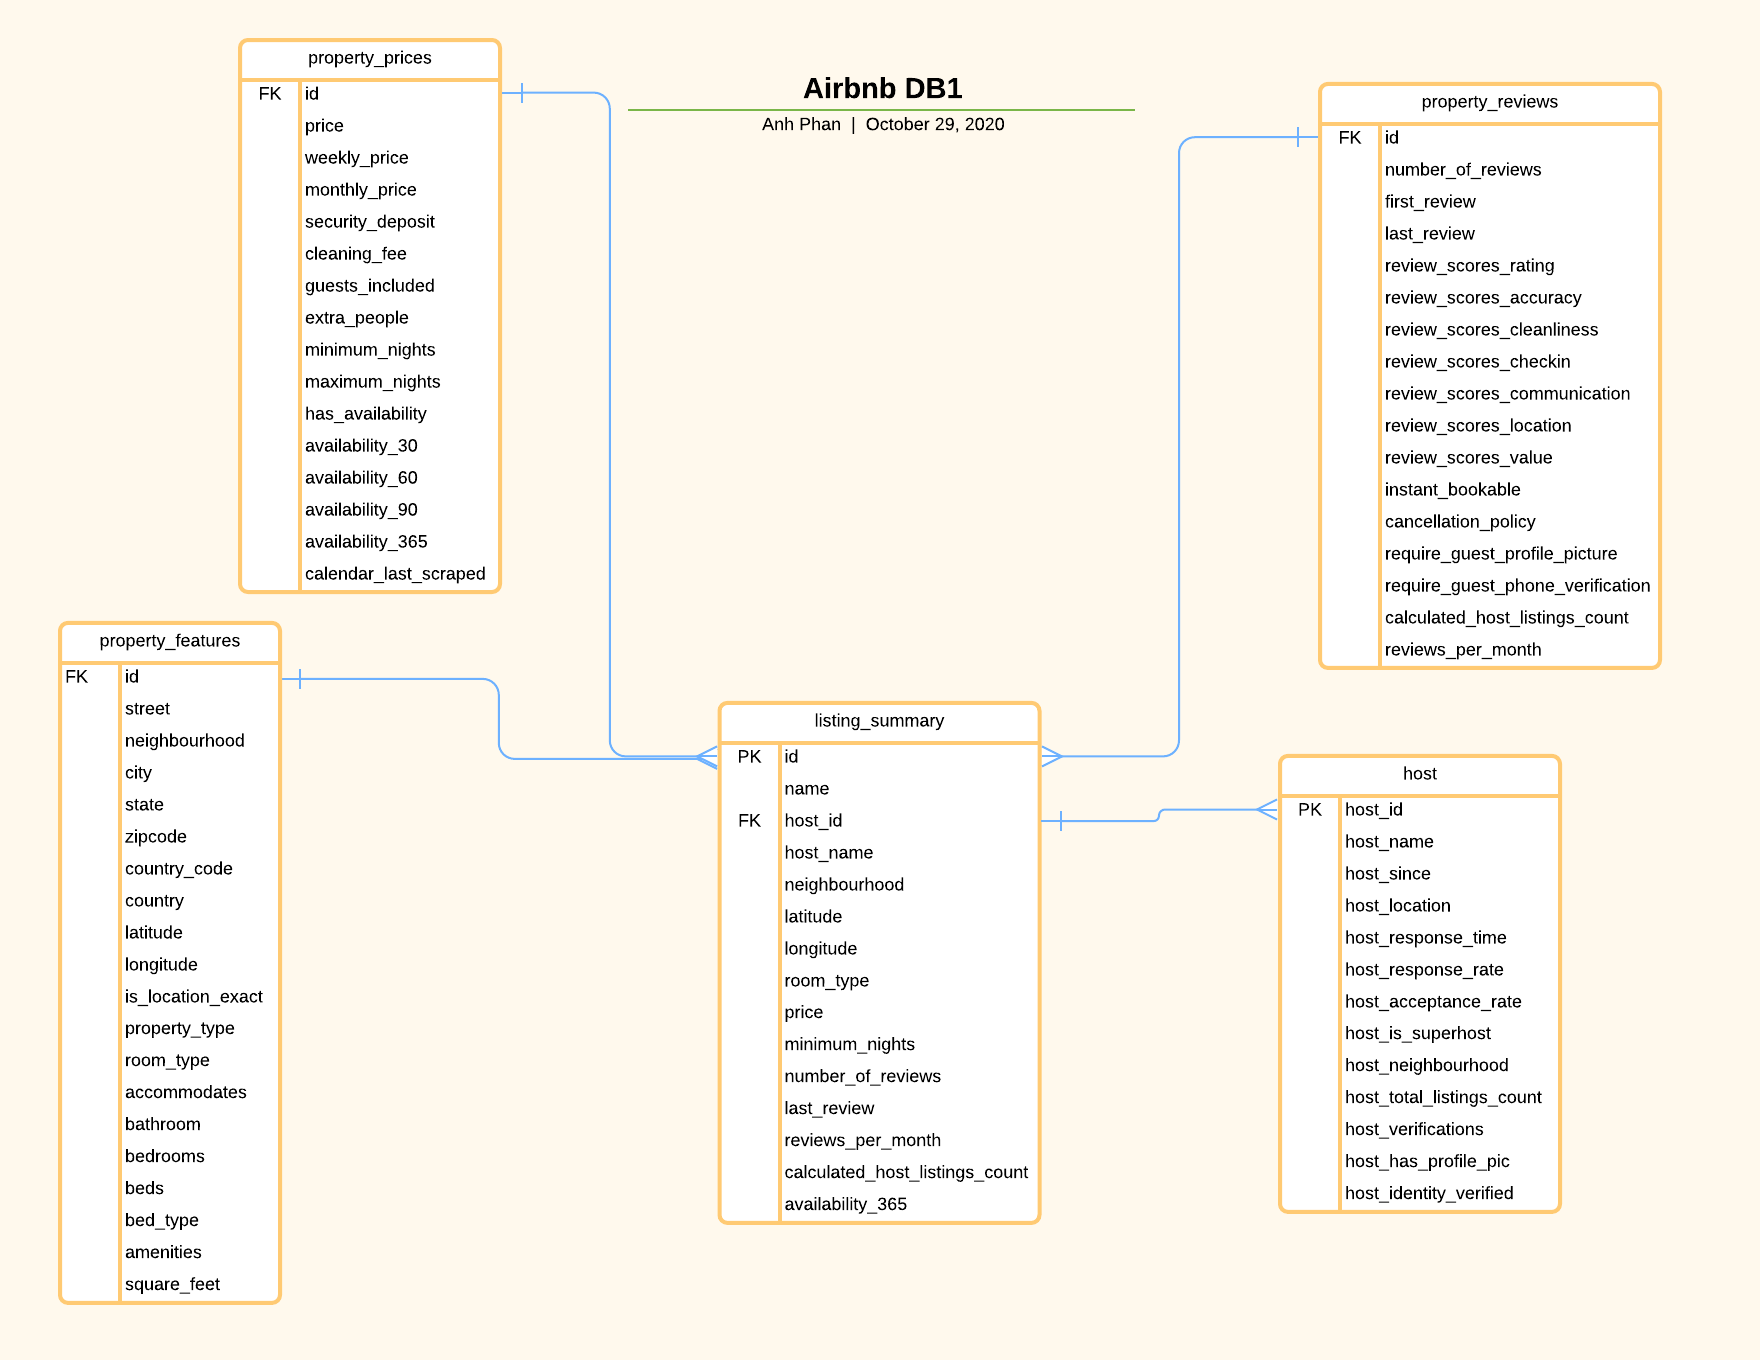 Airbnb DB1
Anh Phan | October 29, 2020
property_prices
FK id
price
weekly_price
monthly_price
security_deposit
cleaning_fee
guests_included
extra_people
minimum_nights
maximum_nights
has_availability
availability_30
availability_60
availability_90
availability_365
calendar_last_scraped
property_reviews
FK id
number_of_reviews
first_review
last_review
review_scores_rating
review_scores_accuracy
review_scores_cleanliness
review_scores_checkin
review_scores_communication
review_scores_location
review_scores_value
instant_bookable
cancellation_policy
require_guest_profile_picture
require_guest_phone_verification
calculated_host_listings_count
reviews_per_month
property_features
FK id
street
neighbourhood
city
state
zipcode
country_code
country
latitude
longitude
is_location_exact
property_type
room_type
accommodates
bathroom
bedrooms
beds
bed_type
amenities
square_feet
listing_summary
PK id
name
FK host_id
host_name
neighbourhood
latitude
longitude
room_type
price
minimum_nights
number_of_reviews
last_review
reviews_per_month
calculated_host_listings_count
availability_365
host
PK host_id
host_name
host_since
host_location
host_response_time
host_response_rate
host_acceptance_rate
host_is_superhost
host_neighbourhood
host_total_listings_count
host_verifications
host_has_profile_pic
host_identity_verified